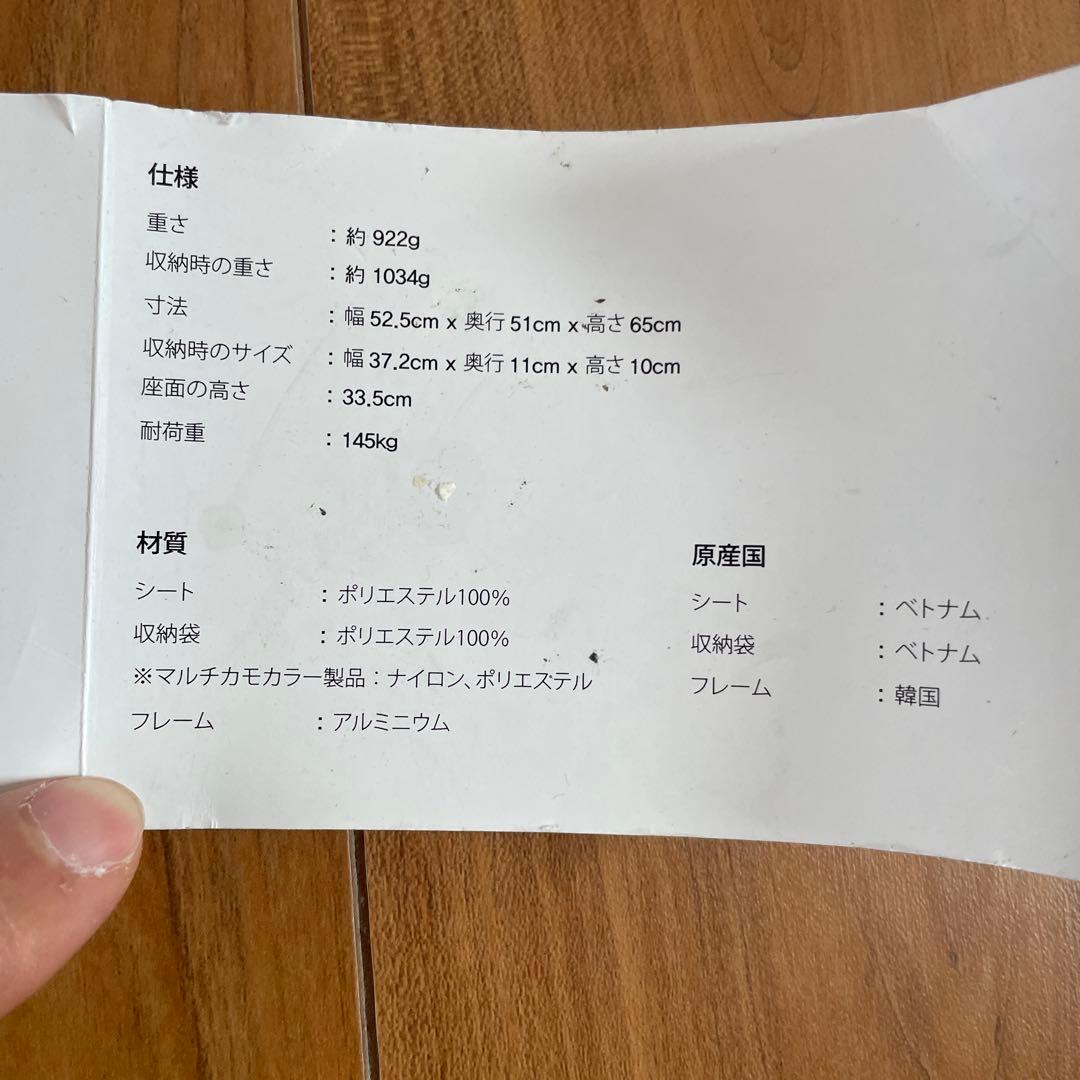 仕様
重さ : 約 922g
収納時の重さ : 約 1034g
寸法 : 幅 52.5cm x 奥行 51cm x 高さ 65cm
収納時のサイズ : 幅 37.2cm x 奥行 11cm x 高さ 10cm
座面の高さ : 33.5cm
耐荷重 : 145kg
材質
シート : ポリエステル100%
収納袋 : ポリエステル100%
※マルチカモカラー製品：ナイロン、ポリエステル
フレーム : アルミニウム
原産国
シート : ベトナム
収納袋 : ベトナム
フレーム : 韓国